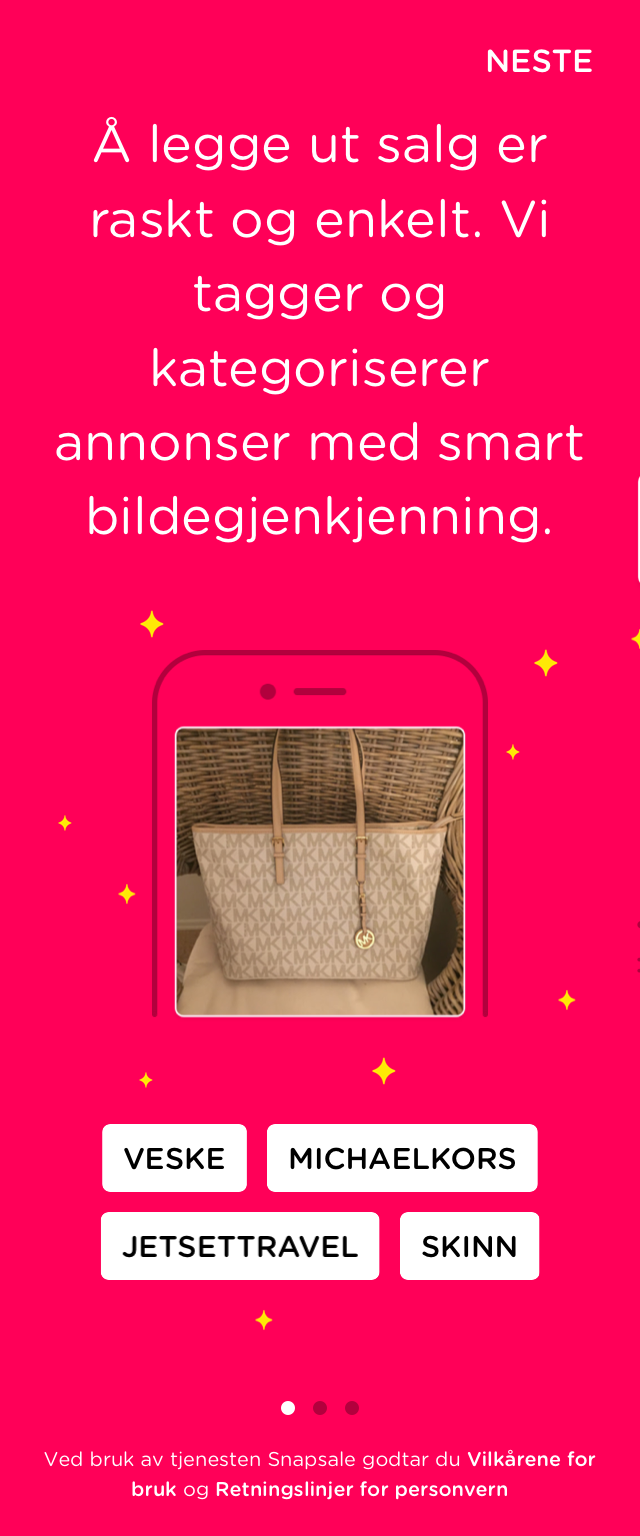 NESTE
Å legge ut salg er
raskt og enkelt. Vi
tagger og
kategoriserer
annonser med smart
bildegjenkjenning.
VESKE MICHAELKORS
JETSETTRAVEL SKINN
Ved bruk av tjenesten Snapsale godtar du Vilkårene for
bruk og Retningslinjer for personvern